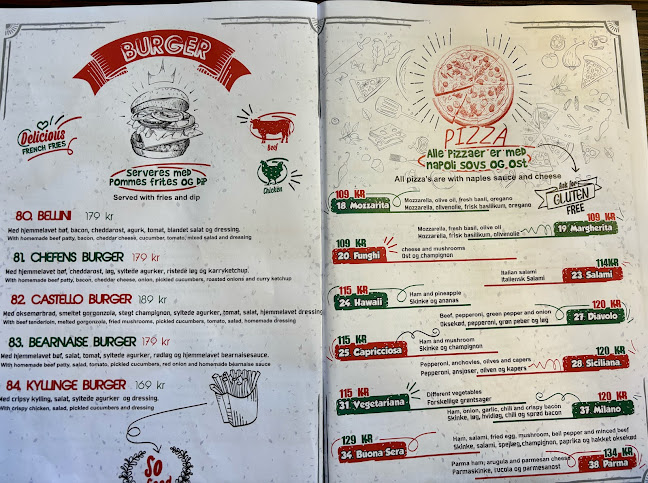 BURGER
Delicious
FRENCH FRIES
Beef
Chicken
Serveres med
Pommes frites og dip
Served with fries and dip
80. BELLINI 179 kr
Med hjemmelavet bøf, bacon, cheddarost, agurk, tomat, blandet salat og dressing.
With homemade beef patty, bacon, cheddar cheese, cucumber, tomato, mixed salad and dressing
81 CHEFENS BURGER 179 kr
Med hjemmelavet bøf, cheddarost, løg, syltede agurker, ristede løg og karryketchup.
With homemade beef patty, bacon, cheddar cheese, onion, pickled cucumbers, roasted onions and curry ketchup
82 CASTELLO BURGER 189 kr
Med oksemørbrad, smeltet gorgonzola, stegt champignon, syltede agurker, tomat, salat, hjemmelavet dressing
With beef tenderloin, melted gorgonzola, fried mushrooms, pickled cucumbers, tomato, salad, homemade dressing
83. BEARNAISE BURGER 179 kr
Med hjemmelavet bøf, salat, tomat, syltede agurker, rødløg og hjemmelavet bearnaisesauce.
With homemade beef patty, salad, tomato, pickled cucumbers, red onion and homemade béarnaise sauce
84. KYLLINGE BURGER 169 kr
Med cripsy kylling, salat, syltede agurker og dressing.
With crispy chicken, salad, pickled cucumbers and dressing
So
food
PIZZA
Alle pizzaer er med
napoli sovs og ost
All pizza's are with naples sauce and cheese
GLUTEN
FREE
109 KR
18 Mozzarita
Mozzarella, olive oil, fresh basil, oregano
Mozzarella, olivenolie, frisk basilikum, oregano
109 KR
19 Margherita
Mozzarella, fresh basil, olive oil
Mozzarella, frisk basilikum, olivenolie
109 KR
20 Funghi
cheese and mushrooms
Ost og champignon
114KR
23 Salami
Italian salami
Italiensk Salami
115 KR
24 Hawaii
Ham and pineapple
Skinke og ananas
120 KR
27 Diavolo
Beef, pepperoni, green pepper and onion
Oksekød, pepperoni, grøn peber og løg
115 KR
25 Capricciosa
Ham and mushroom
Skinke og champignon
120 KR
28 Siciliana
Pepperoni, anchovies, olives and capers
Pepperoni, ansjoser, oliven og kapers
115 KR
31 Vegetariana
Different vegetables
Forskellige grøntsager
120 KR
37 Milano
Ham, onion, garlic, chili and crispy bacon
Skinke, løg, hvidløg, chili og sprød bacon
129 KR
34 Buona Sera
Ham, salami, fried egg, mushroom, bell pepper and minced beef
Skinke, salami, spejlæg, champignon, paprika og hakket oksekød
134 KR
38 Parma
Parma ham, arugula and parmesan cheese
Parmaskinke, rucola og parmesanost